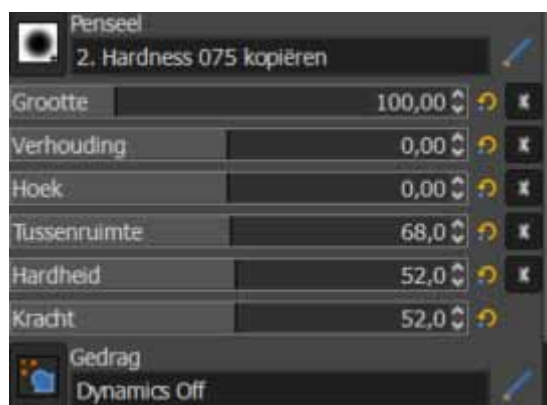 Penseel
2. Hardness 075 kopiëren
Grootte 100,00
Verhouding 0,00
Hoek 0,00
Tussenruimte 68,0
Hardheid 52,0
Kracht 52,0
Gedrag
Dynamics Off